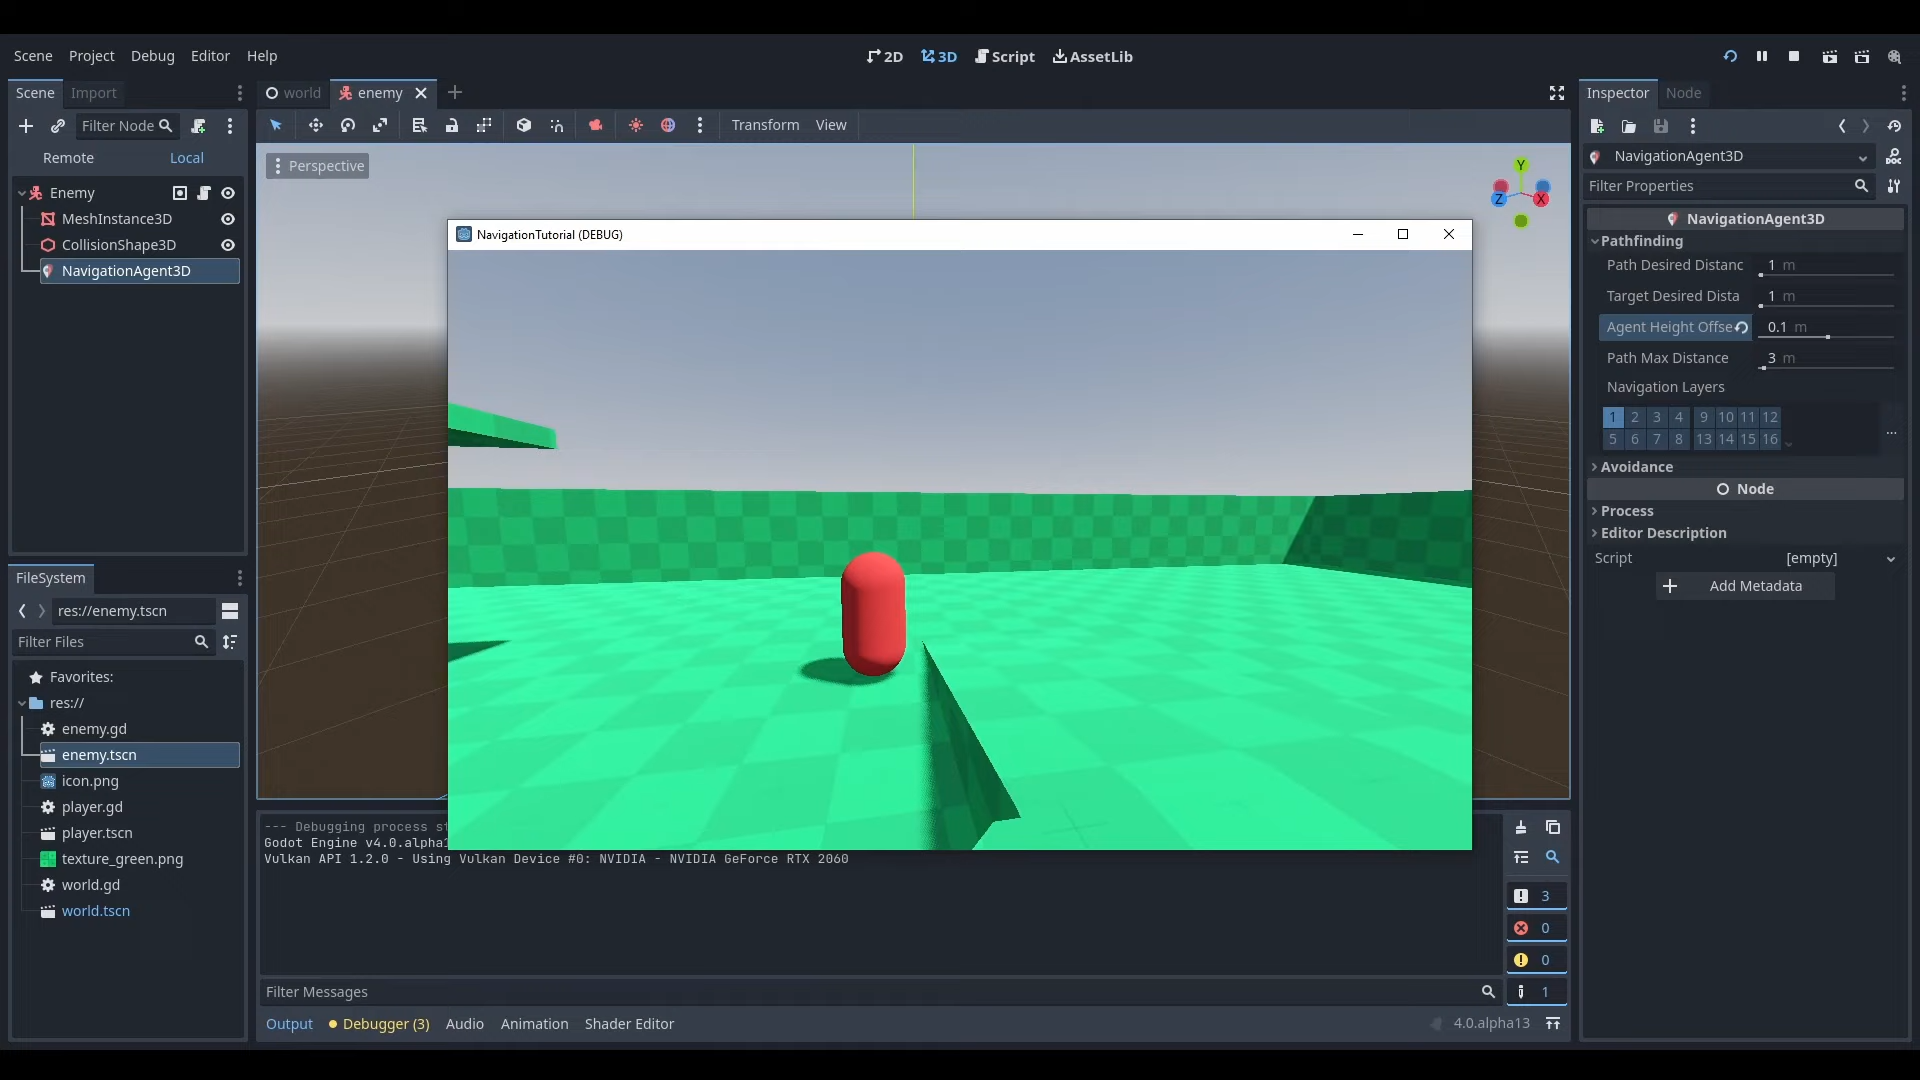 Scene Project Debug Editor Help
2D 3D Script AssetLib
Scene Import
Filter Node
Remote Local
Enemy
MeshInstance3D
CollisionShape3D
NavigationAgent3D
FileSystem
res://enemy.tscn
Filter Files
Favorites:
res://
enemy.gd
enemy.tscn
icon.png
player.gd
player.tscn
texture_green.png
world.gd
world.tscn
world enemy
Transform View
Perspective
Y
Z X
NavigationTutorial (DEBUG)
--- Debugging process st
Godot Engine v4.0.alpha1
Vulkan API 1.2.0 - Using Vulkan Device #0: NVIDIA - NVIDIA GeForce RTX 2060
3
0
0
1
Filter Messages
Output Debugger (3) Audio Animation Shader Editor
4.0.alpha13
Inspector Node
NavigationAgent3D
DOC
Filter Properties
NavigationAgent3D
Pathfinding
Path Desired Distanc 1 m
Target Desired Dista 1 m
Agent Height Offse 0.1 m
Path Max Distance 3 m
Navigation Layers
1 2 3 4 9 10 11 12
5 6 7 8 13 14 15 16
...
Avoidance
Node
Process
Editor Description
Script [empty]
Add Metadata